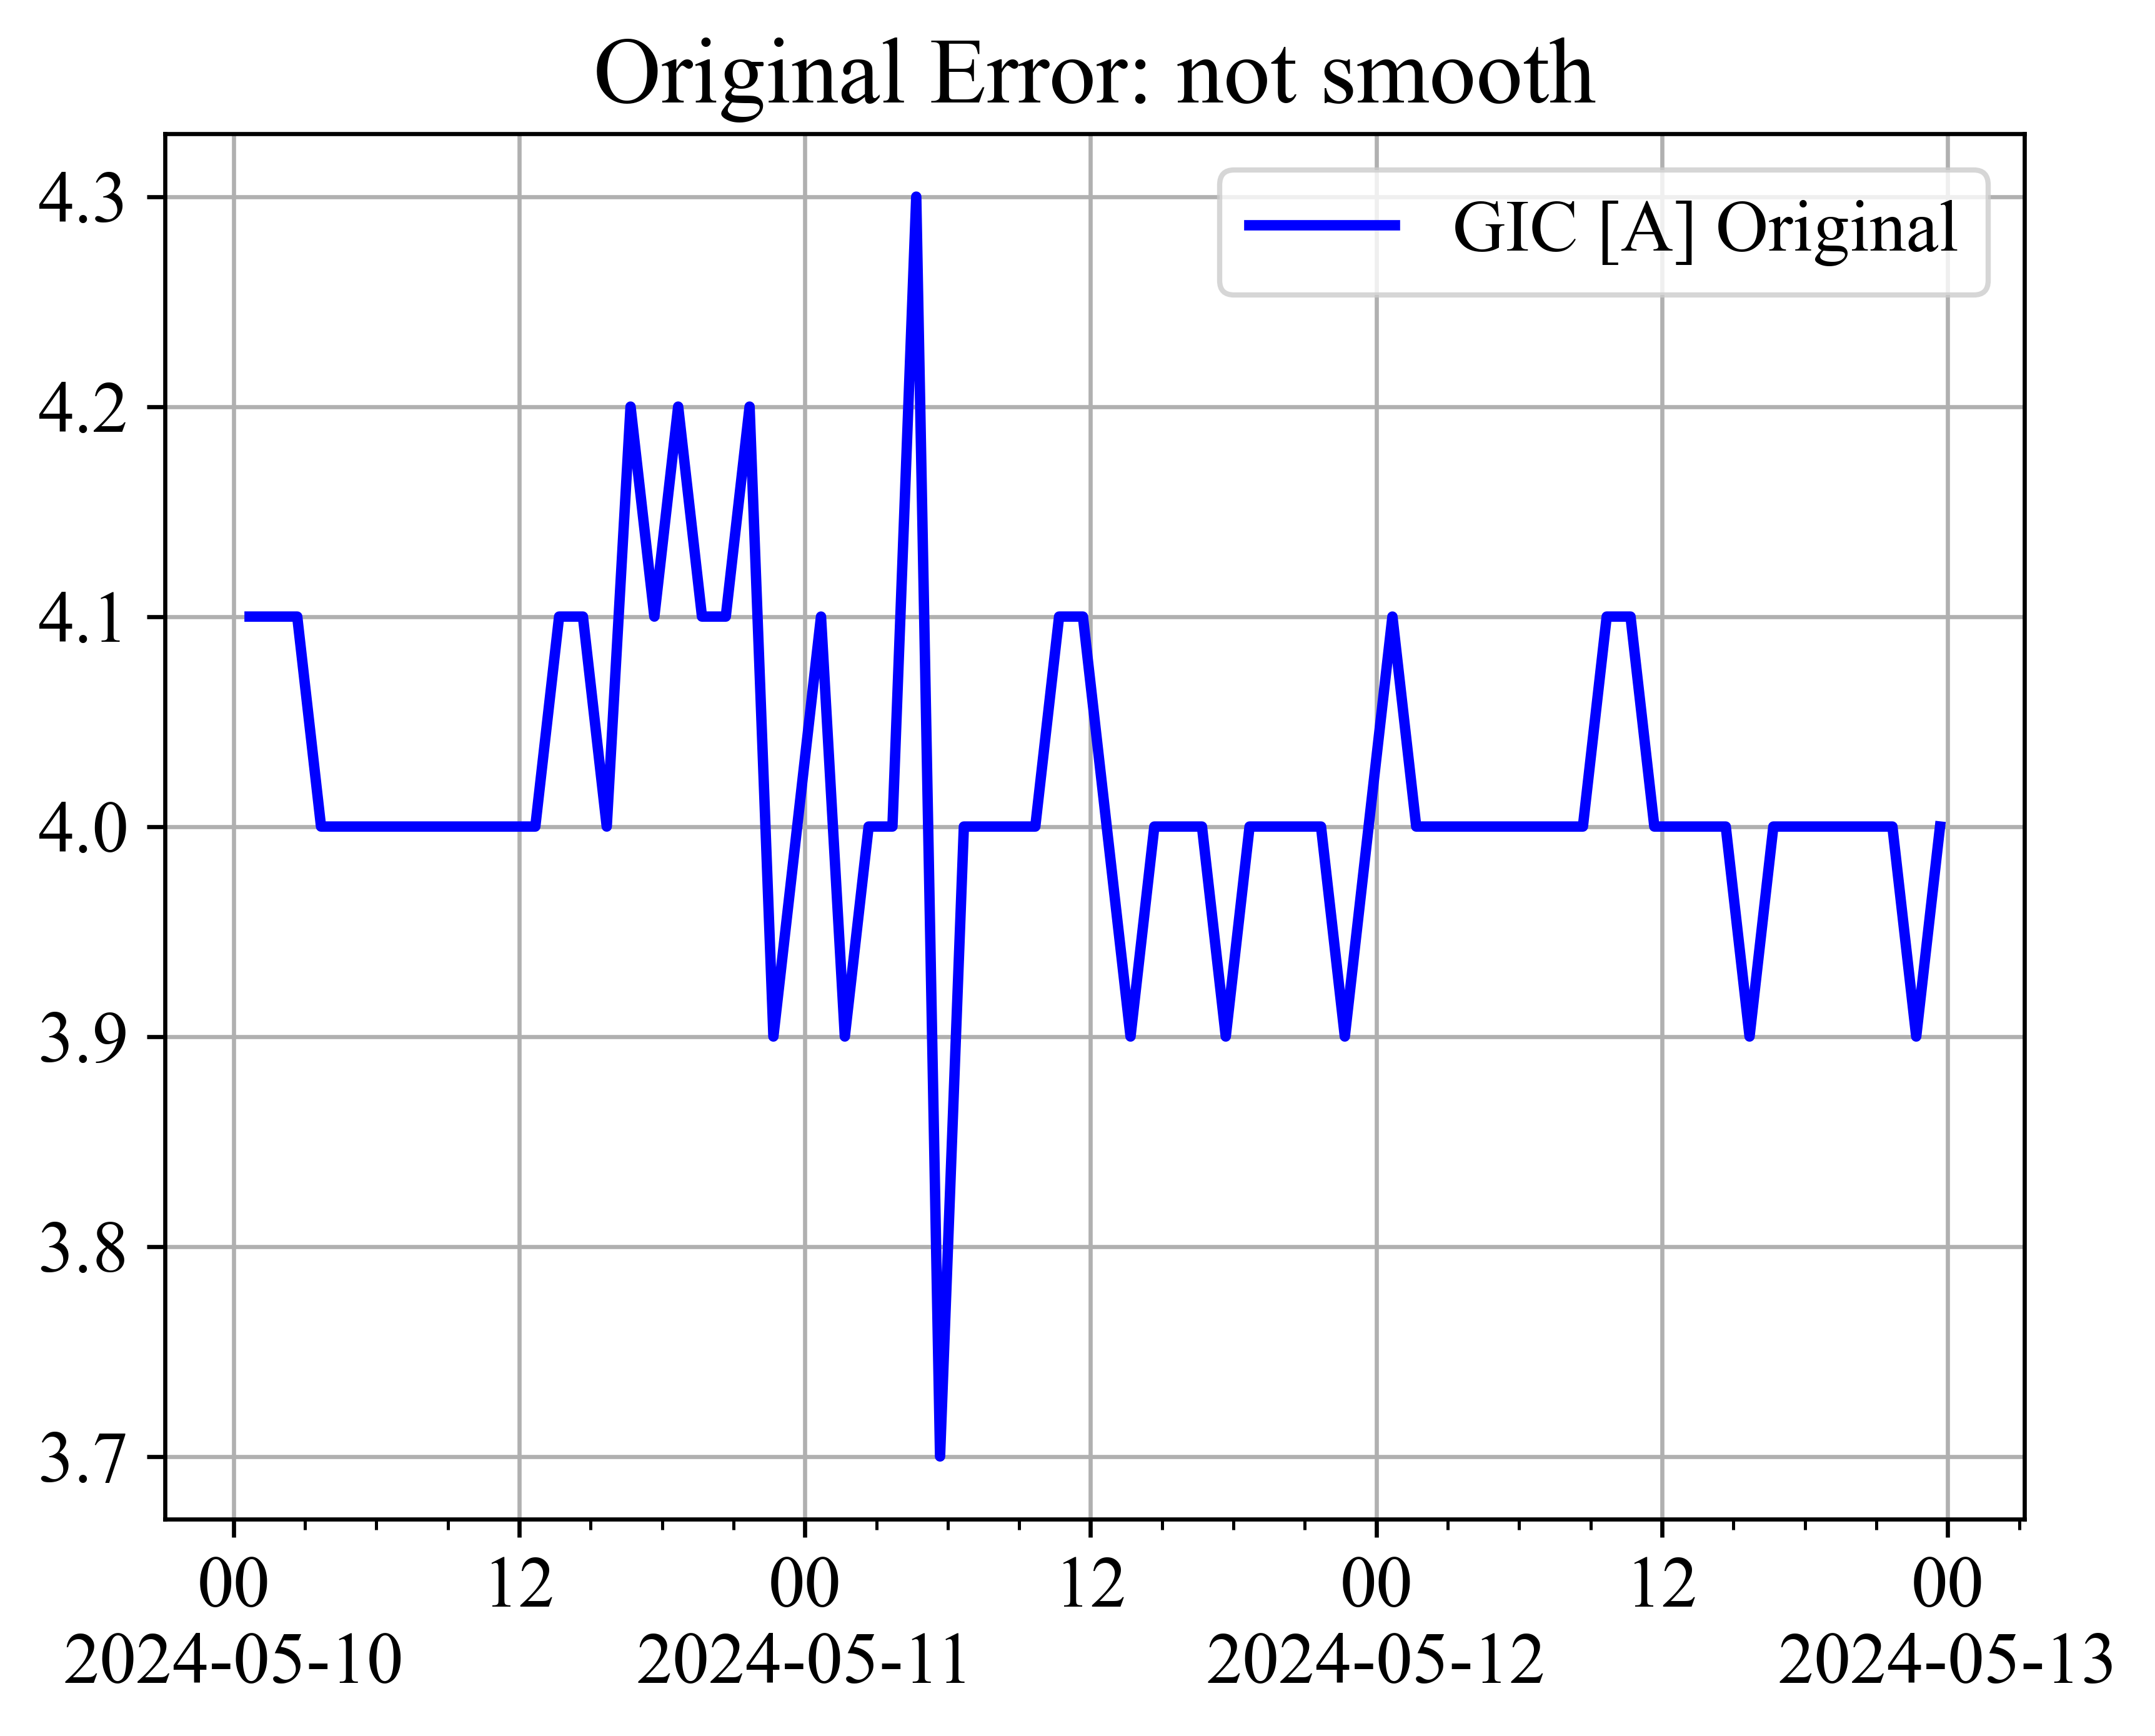 Original Error: not smooth
GIC [A] Original
4.3
4.2
4.1
4.0
3.9
3.8
3.7
00 12 00 12 00 12 00
2024-05-10 2024-05-11 2024-05-12 2024-05-13